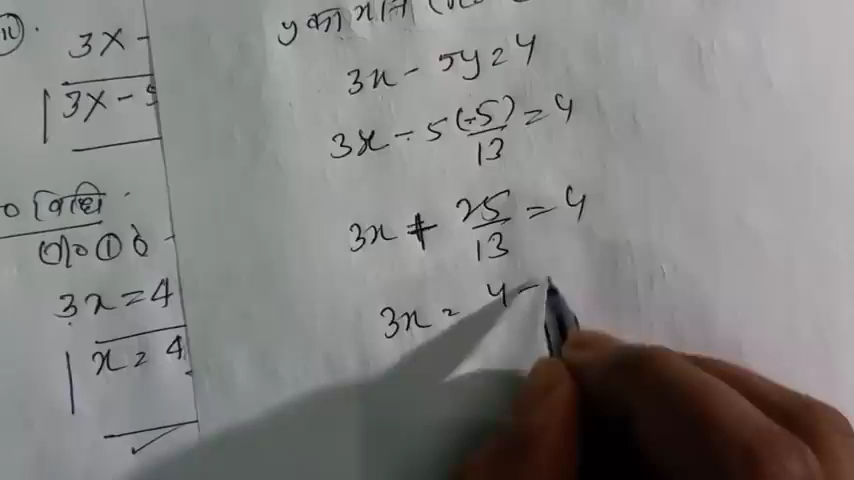 3x -
3x - 5
० विधि
3x = 4
x = 4
y का मान
3x - 5y = 4
3x - 5 (-5)/13 = 4
3x + 25/13 = 4
3x = 4 -